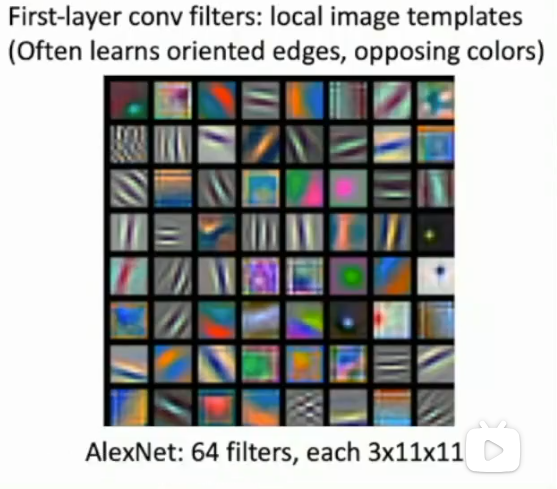 First-layer conv filters: local image templates
(Often learns oriented edges, opposing colors)
AlexNet: 64 filters, each 3x11x11